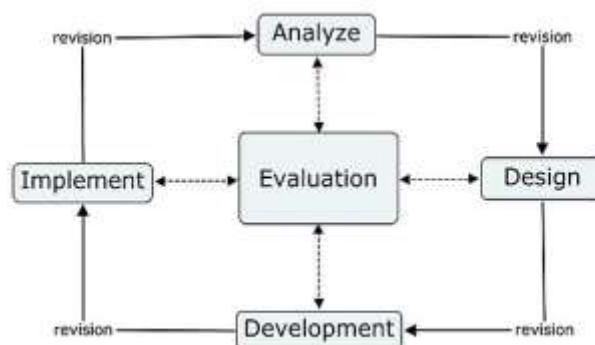 revision
Analyze
revision
Implement
Evaluation
Design
revision
Development
revision